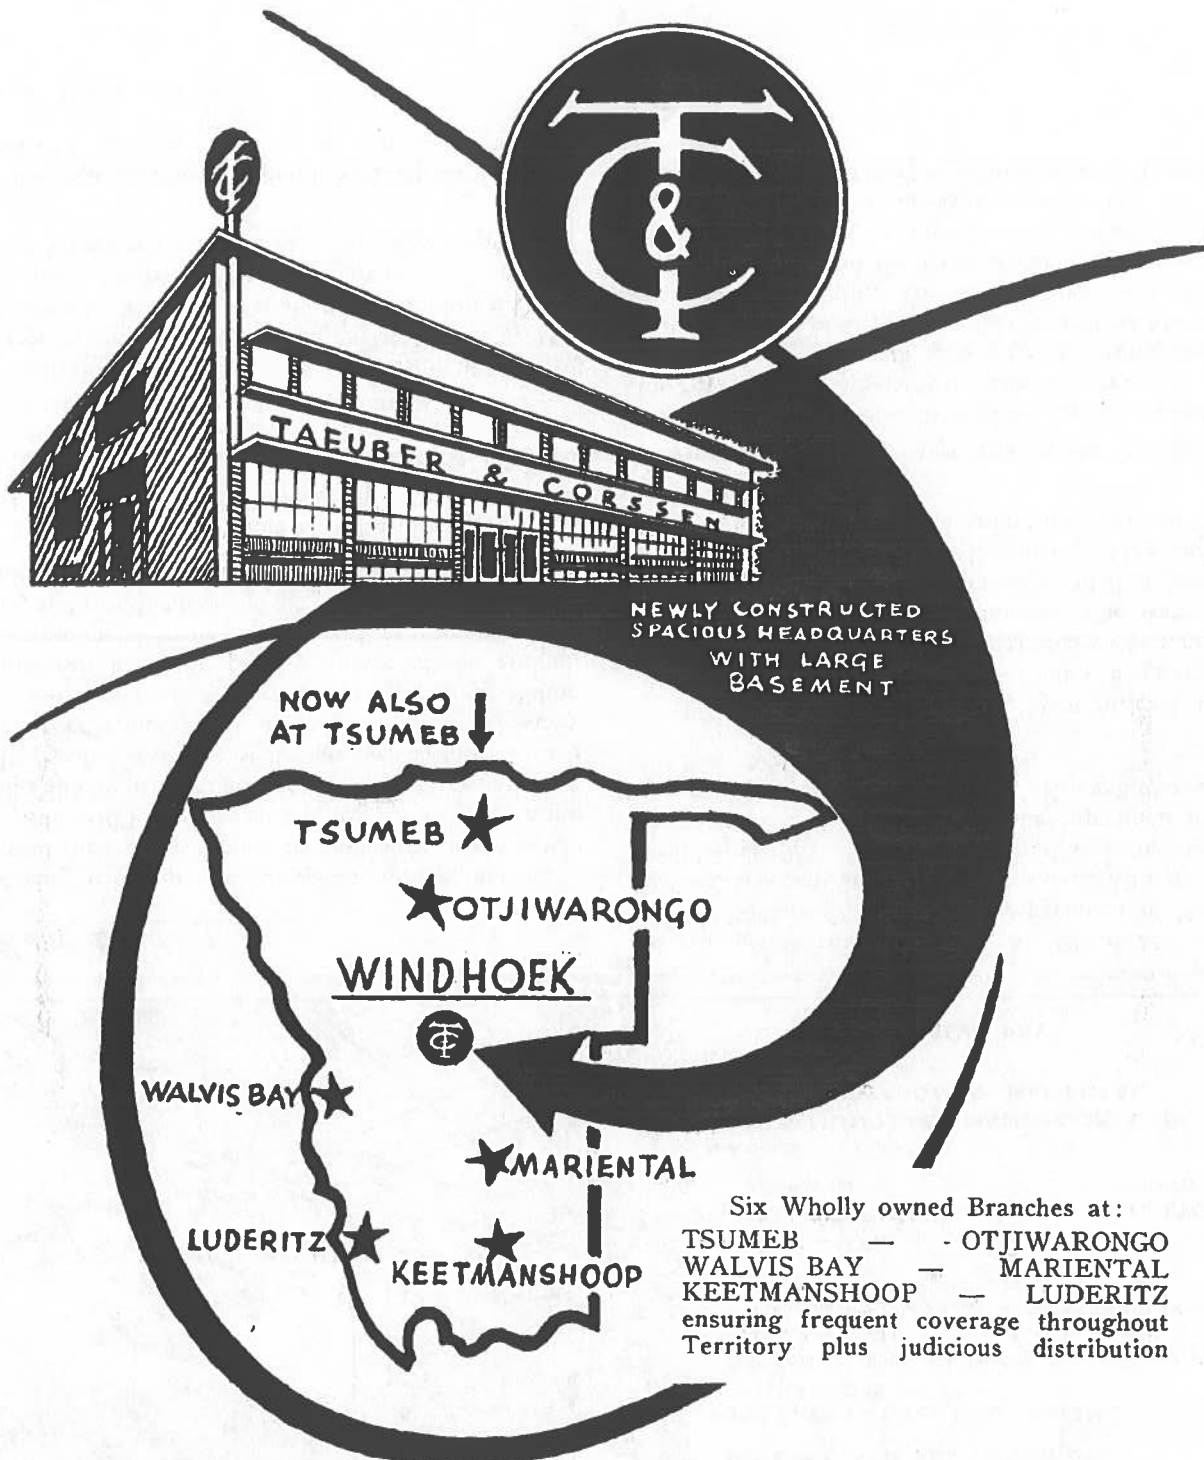 T & C
TC
TAEUBER & CORSSEN
NEWLY CONSTRUCTED
SPACIOUS HEADQUARTERS
WITH LARGE
BASEMENT
NOW ALSO
AT TSUMEB
TSUMEB
OTJIWARONGO
WINDHOEK
T&C
WALVIS BAY
MARIENTAL
LUDERITZ
KEETMANSHOOP
Six Wholly owned Branches at:
TSUMEB — - OTJIWARONGO
WALVIS BAY — MARIENTAL
KEETMANSHOOP — LUDERITZ
ensuring frequent coverage throughout
Territory plus judicious distribution